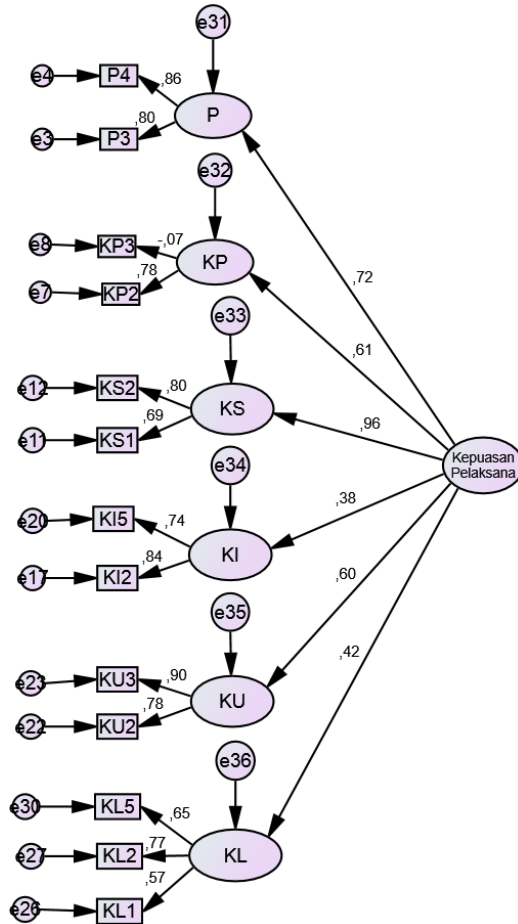 e31
e4
P4
,86
P
e3
P3
,80
e32
e8
KP3
-,07
KP
e7
KP2
,78
,72
e33
,61
e12
KS2
,80
KS
e11
KS1
,69
,96
Kepuasan
Pelaksana
e34
e20
KI5
,74
KI
e17
KI2
,84
,38
e35
,60
e23
KU3
,90
KU
e22
KU2
,78
,42
e36
e30
KL5
,65
e27
KL2
,77
KL
e26
KL1
,57